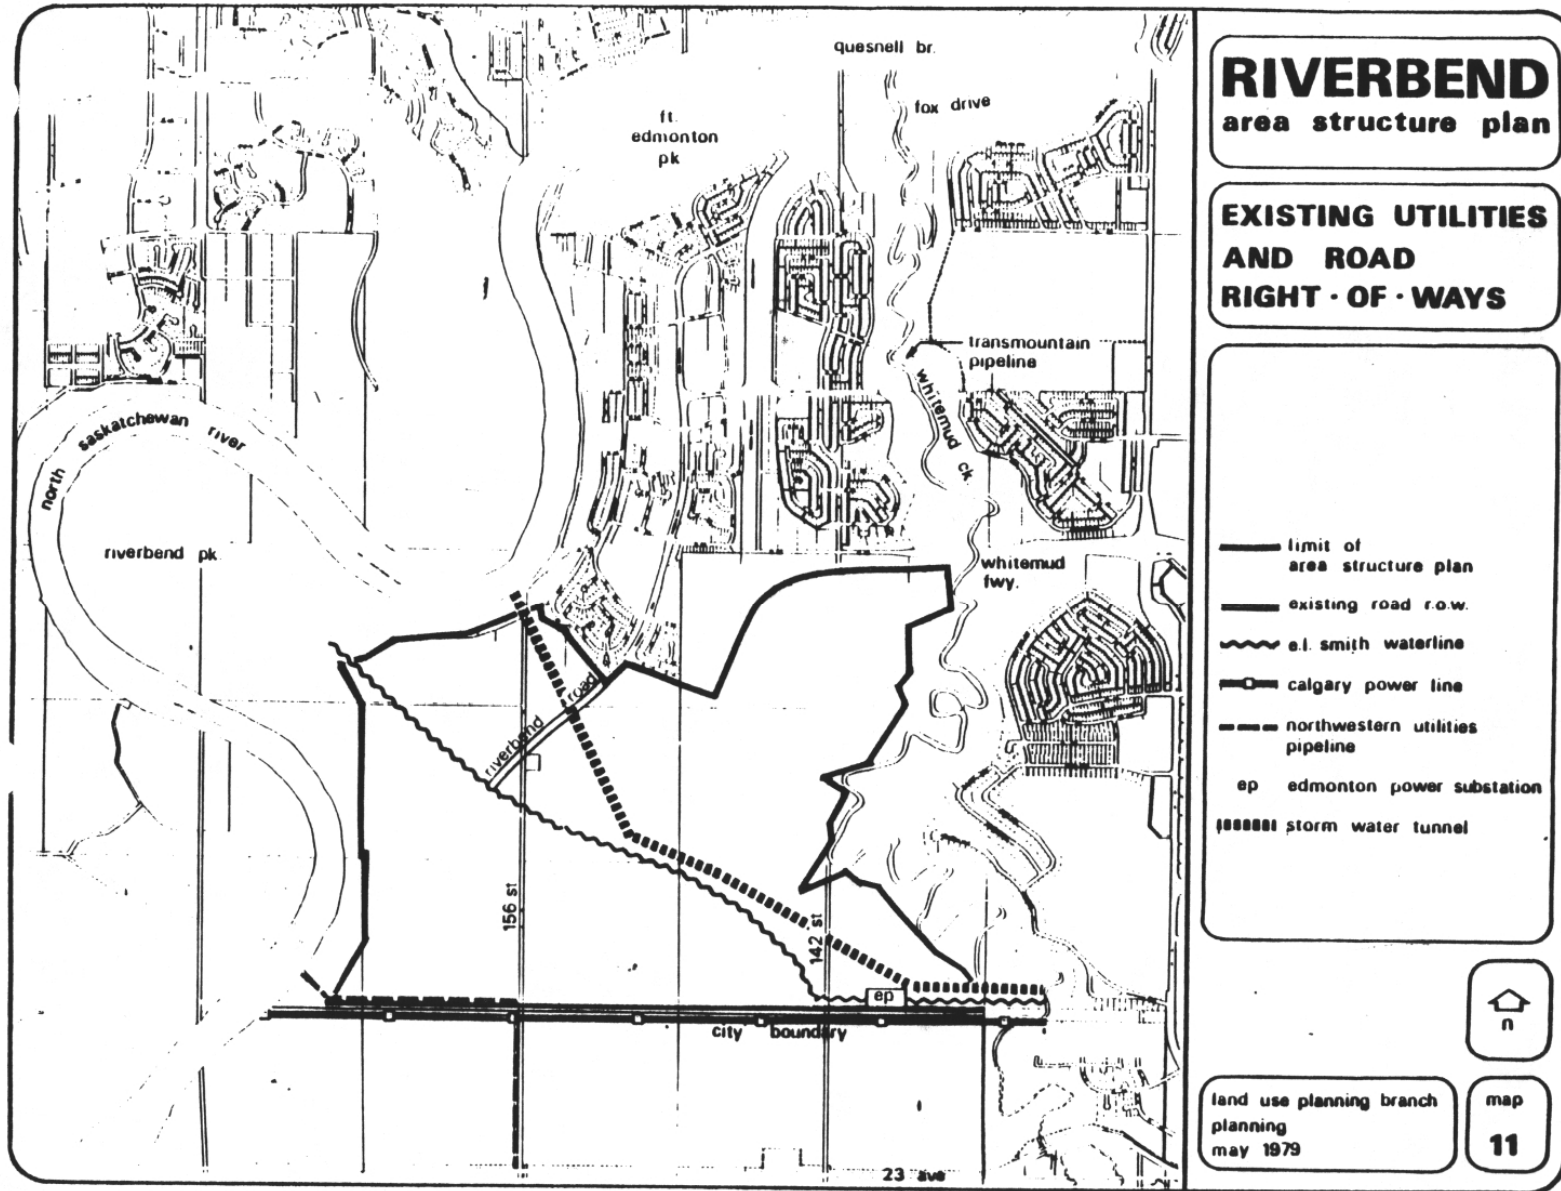 RIVERBEND
area structure plan
EXISTING UTILITIES
AND ROAD
RIGHT · OF · WAYS
limit of
area structure plan
existing road r.o.w.
e.l. smith waterline
calgary power line
northwestern utilities
pipeline
ep edmonton power substation
storm water tunnel
n
land use planning branch
planning
may 1979
map
11
quesnell br.
fox drive
ft.
edmonton
pk
transmountain
pipeline
whitemud ck
north saskatchewan river
riverbend pk.
whitemud
fwy.
riverbend road
156 st
142 st
ep
city boundary
23 ave